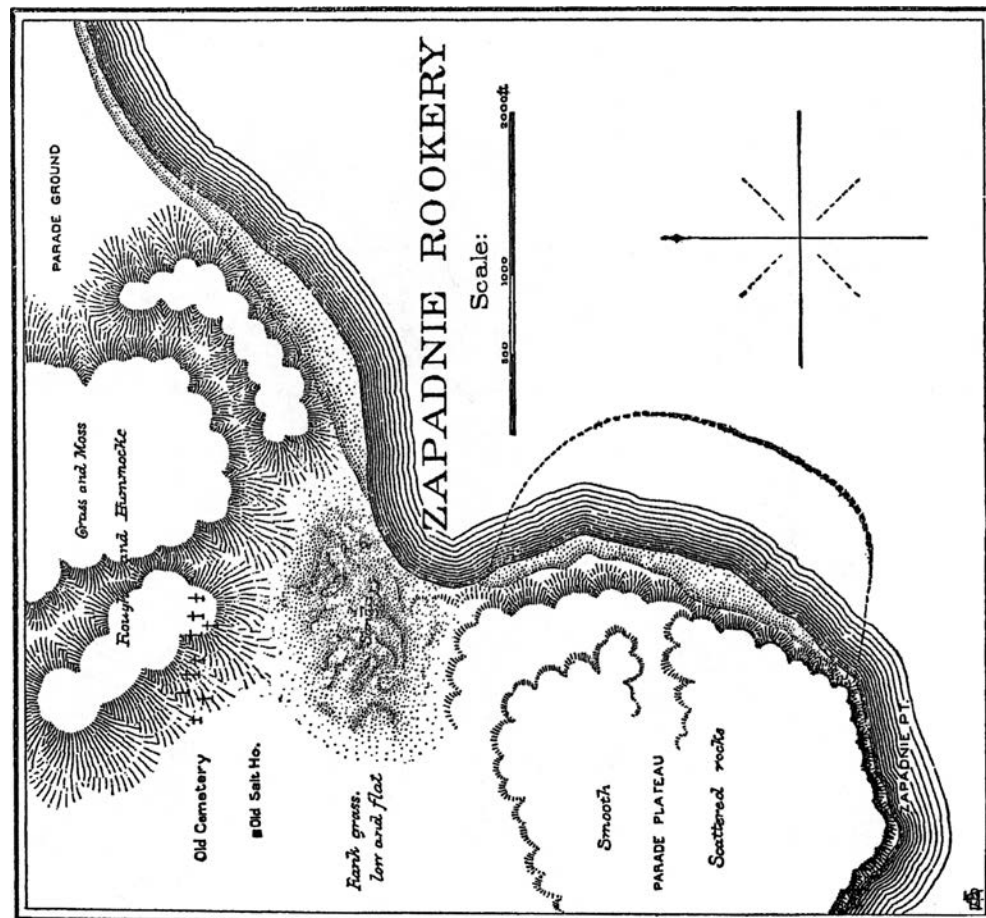 ZAPADNIE ROOKERY
Scale:
500
1000
2000ft
PARADE GROUND
Grass and Moss
Rough and Hummocke
Old Cemetery
Old Salt Ho.
Rank grass.
low and flat
Smooth
PARADE PLATEAU
Scattered rocks
ZAPADNIE PT.